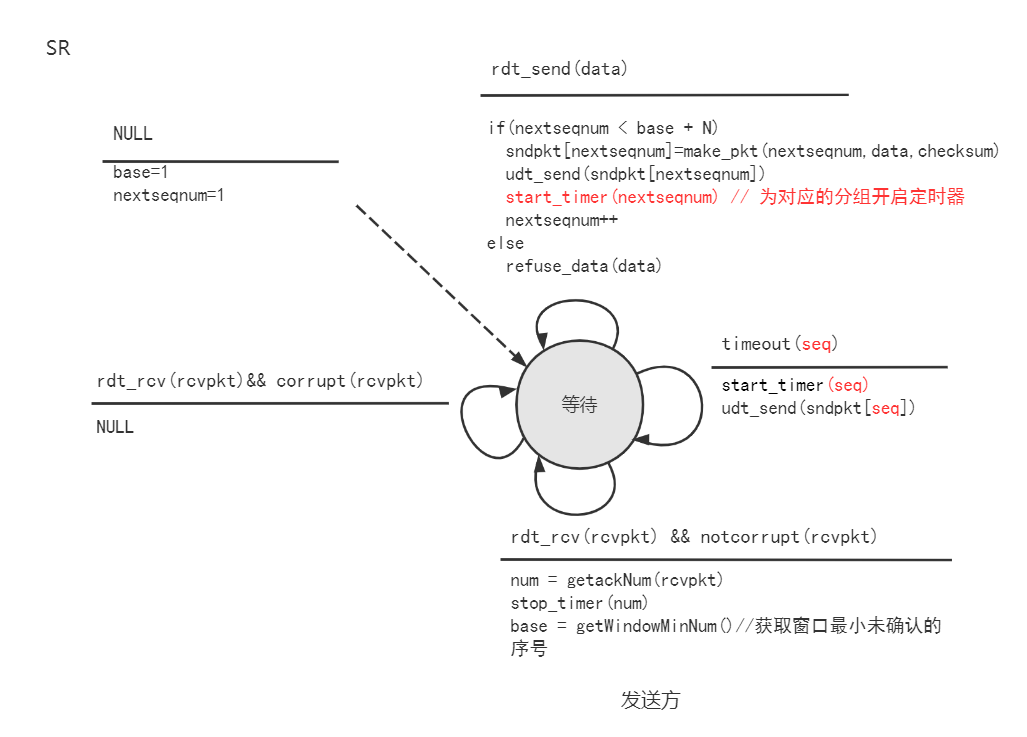 SR
rdt_send(data)
if(nextseqnum < base + N)
sndpkt[nextseqnum]=make_pkt(nextseqnum,data,checksum)
udt_send(sndpkt[nextseqnum])
start_timer(nextseqnum) // 为对应的分组开启定时器
nextseqnum++
else
refuse_data(data)
NULL
base=1
nextseqnum=1
timeout(seq)
start_timer(seq)
udt_send(sndpkt[seq])
rdt_rcv(rcvpkt)&& corrupt(rcvpkt)
NULL
等待
rdt_rcv(rcvpkt) && notcorrupt(rcvpkt)
num = getackNum(rcvpkt)
stop_timer(num)
base = getWindowMinNum()//获取窗口最小未确认的
序号
发送方